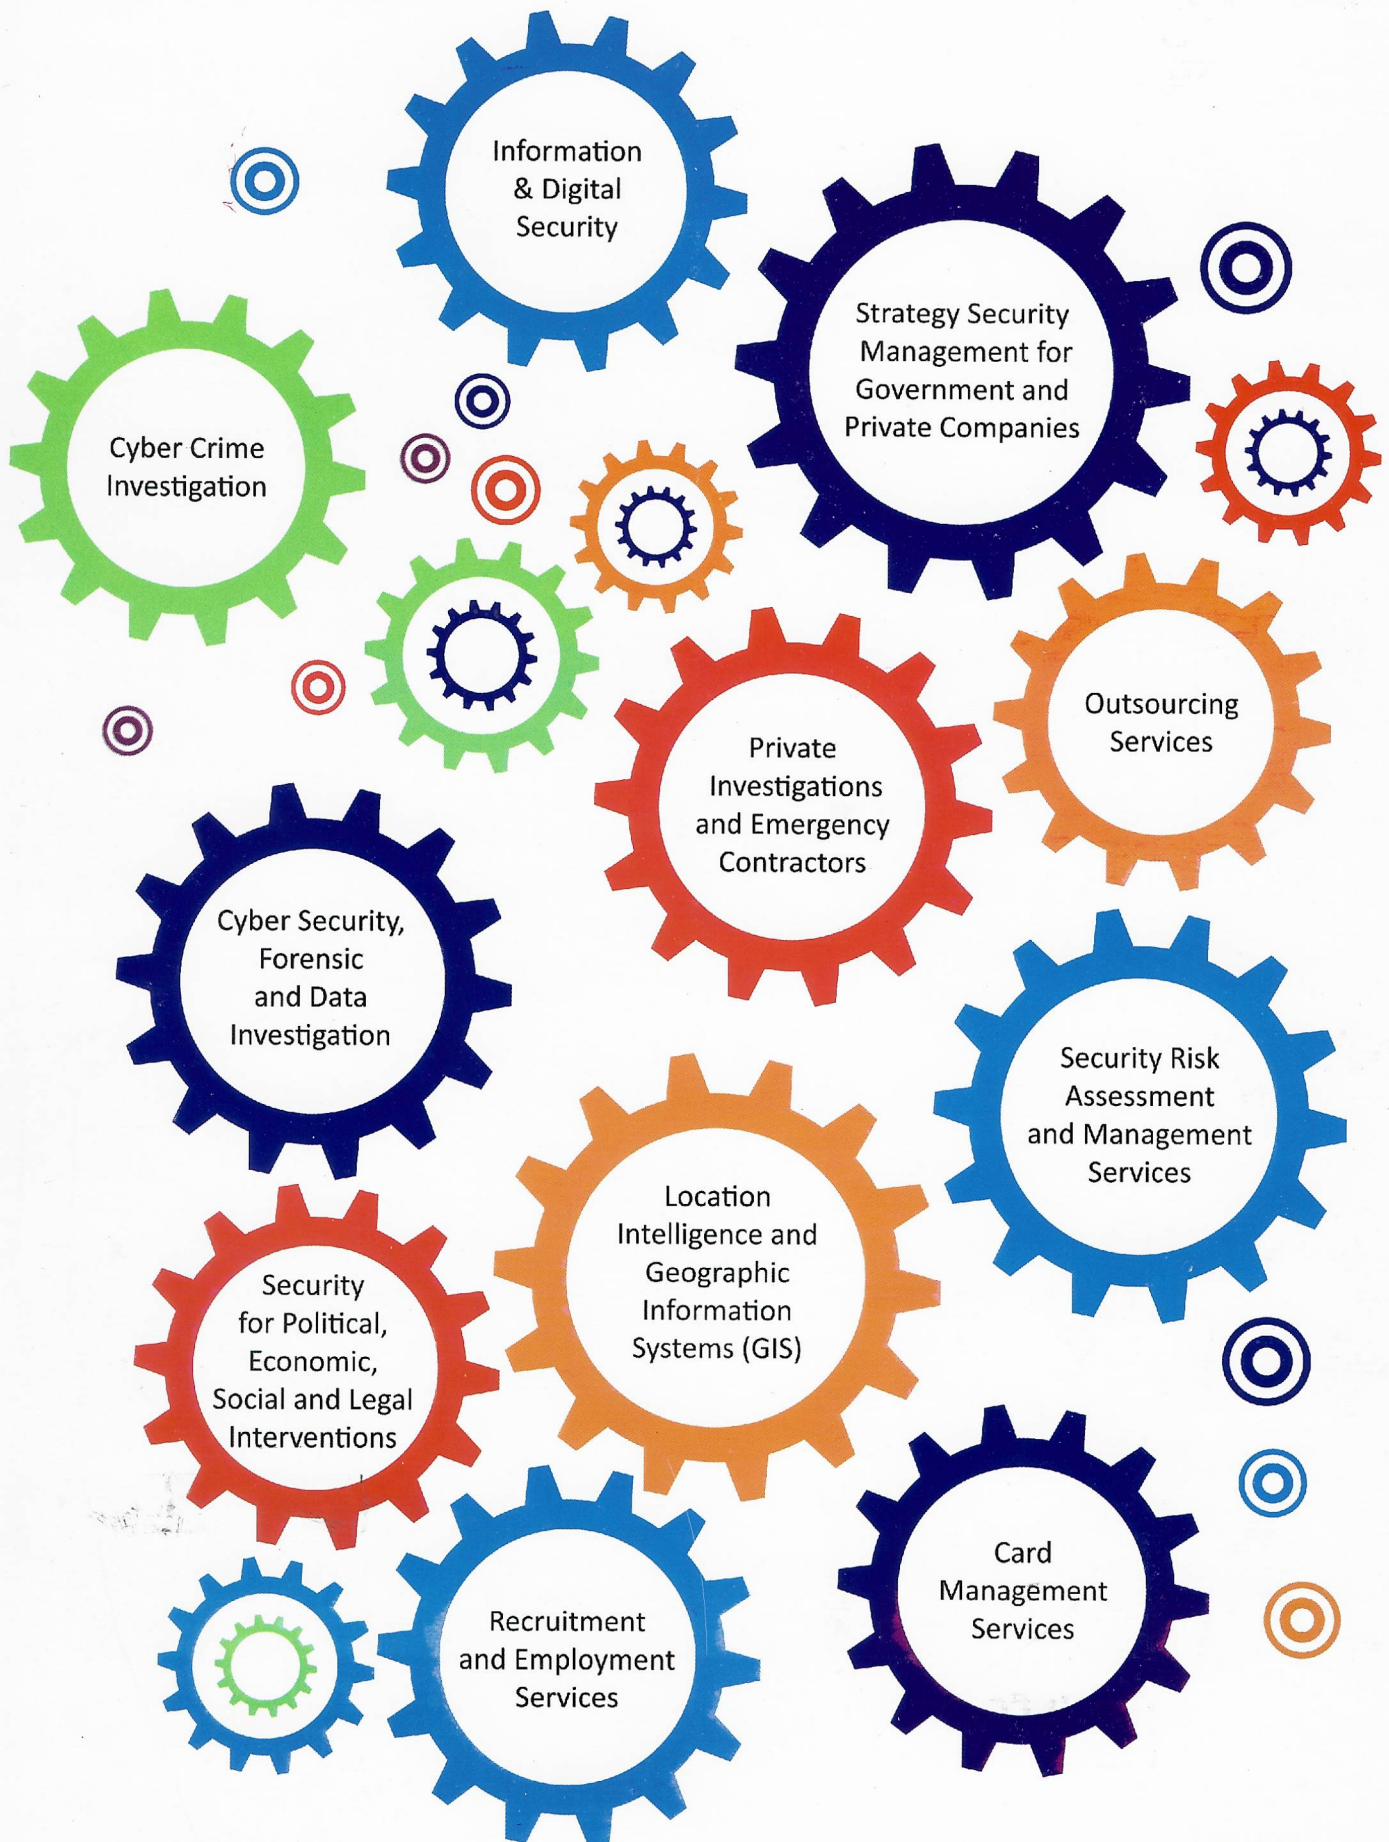 Information
& Digital
Security
Strategy Security
Management for
Government and
Private Companies
Cyber Crime
Investigation
Outsourcing
Services
Private
Investigations
and Emergency
Contractors
Cyber Security,
Forensic
and Data
Investigation
Security Risk
Assessment
and Management
Services
Location
Intelligence and
Geographic
Information
Systems (GIS)
Security
for Political,
Economic,
Social and Legal
Interventions
Card
Management
Services
Recruitment
and Employment
Services